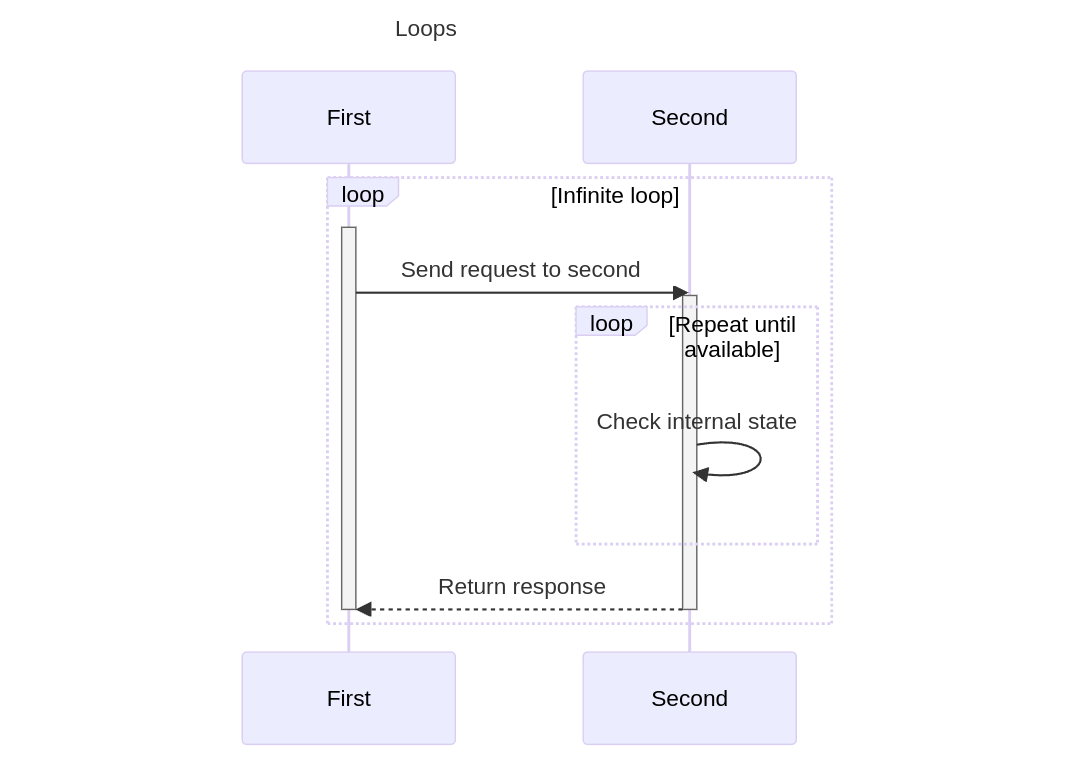 Loops
First
Second
loop
[Infinite loop]
Send request to second
loop
[Repeat until
available]
Check internal state
Return response
First
Second